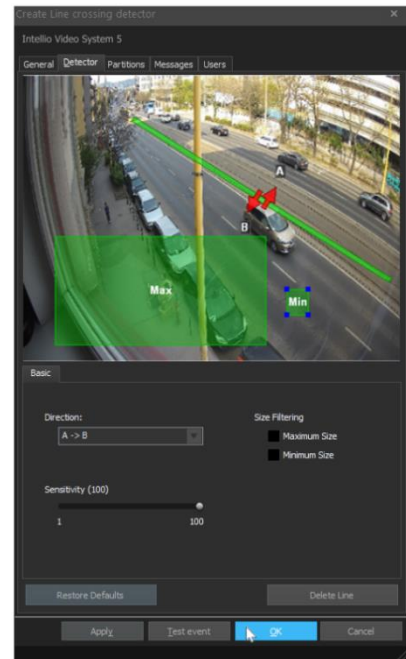 Create Line crossing detector
Intellio Video System 5
General Detector Partitions Messages Users
A
B
Max
Min
Basic
Direction:
A -> B
Size Filtering
Maximum Size
Minimum Size
Sensitivity (100)
1 100
Restore Defaults Delete Line
Apply Test event OK Cancel